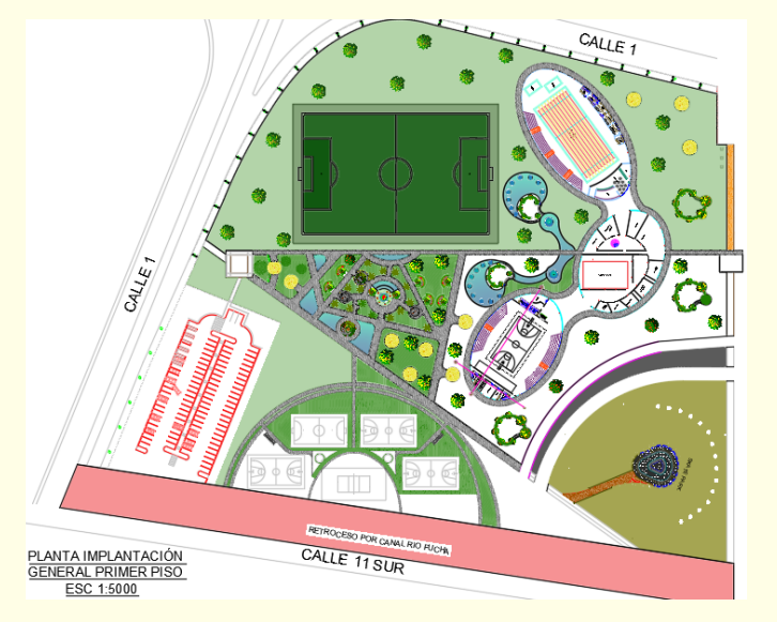 CALLE 1
CALLE 1
RETROCESO POR CANAL RIO FUCHA
CALLE 11 SUR
PLANTA IMPLANTACIÓN
GENERAL PRIMER PISO
ESC 1:5000